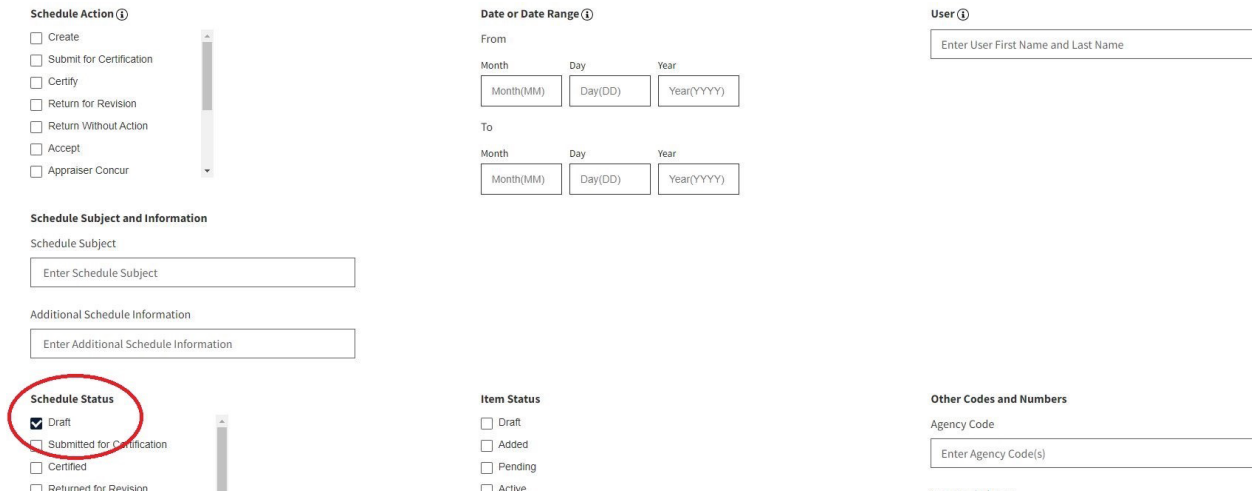 Schedule Action
Create
Submit for Certification
Certify
Return for Revision
Return Without Action
Accept
Appraiser Concur
Date or Date Range
From
Month Day Year
Month(MM) Day(DD) Year(YYYY)
To
Month Day Year
Month(MM) Day(DD) Year(YYYY)
User
Enter User First Name and Last Name
Schedule Subject and Information
Schedule Subject
Enter Schedule Subject
Additional Schedule Information
Enter Additional Schedule Information
Schedule Status
Draft
Submitted for Certification
Certified
Returned for Revision
Item Status
Draft
Added
Pending
Active
Other Codes and Numbers
Agency Code
Enter Agency Code(s)